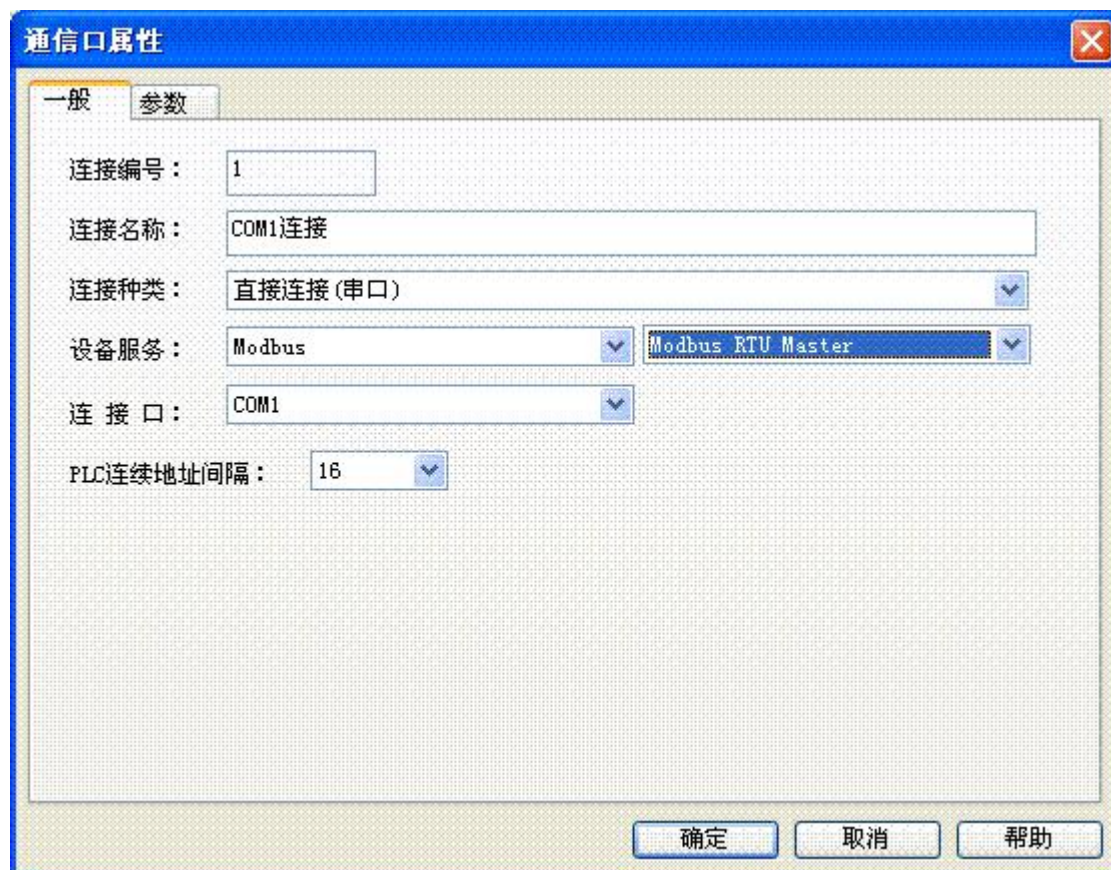 通信口属性
一般 参数
连接编号： 1
连接名称： COM1连接
连接种类： 直接连接(串口)
设备服务： Modbus Modbus RTU Master
连 接 口： COM1
PLC连续地址间隔： 16
确定 取消 帮助